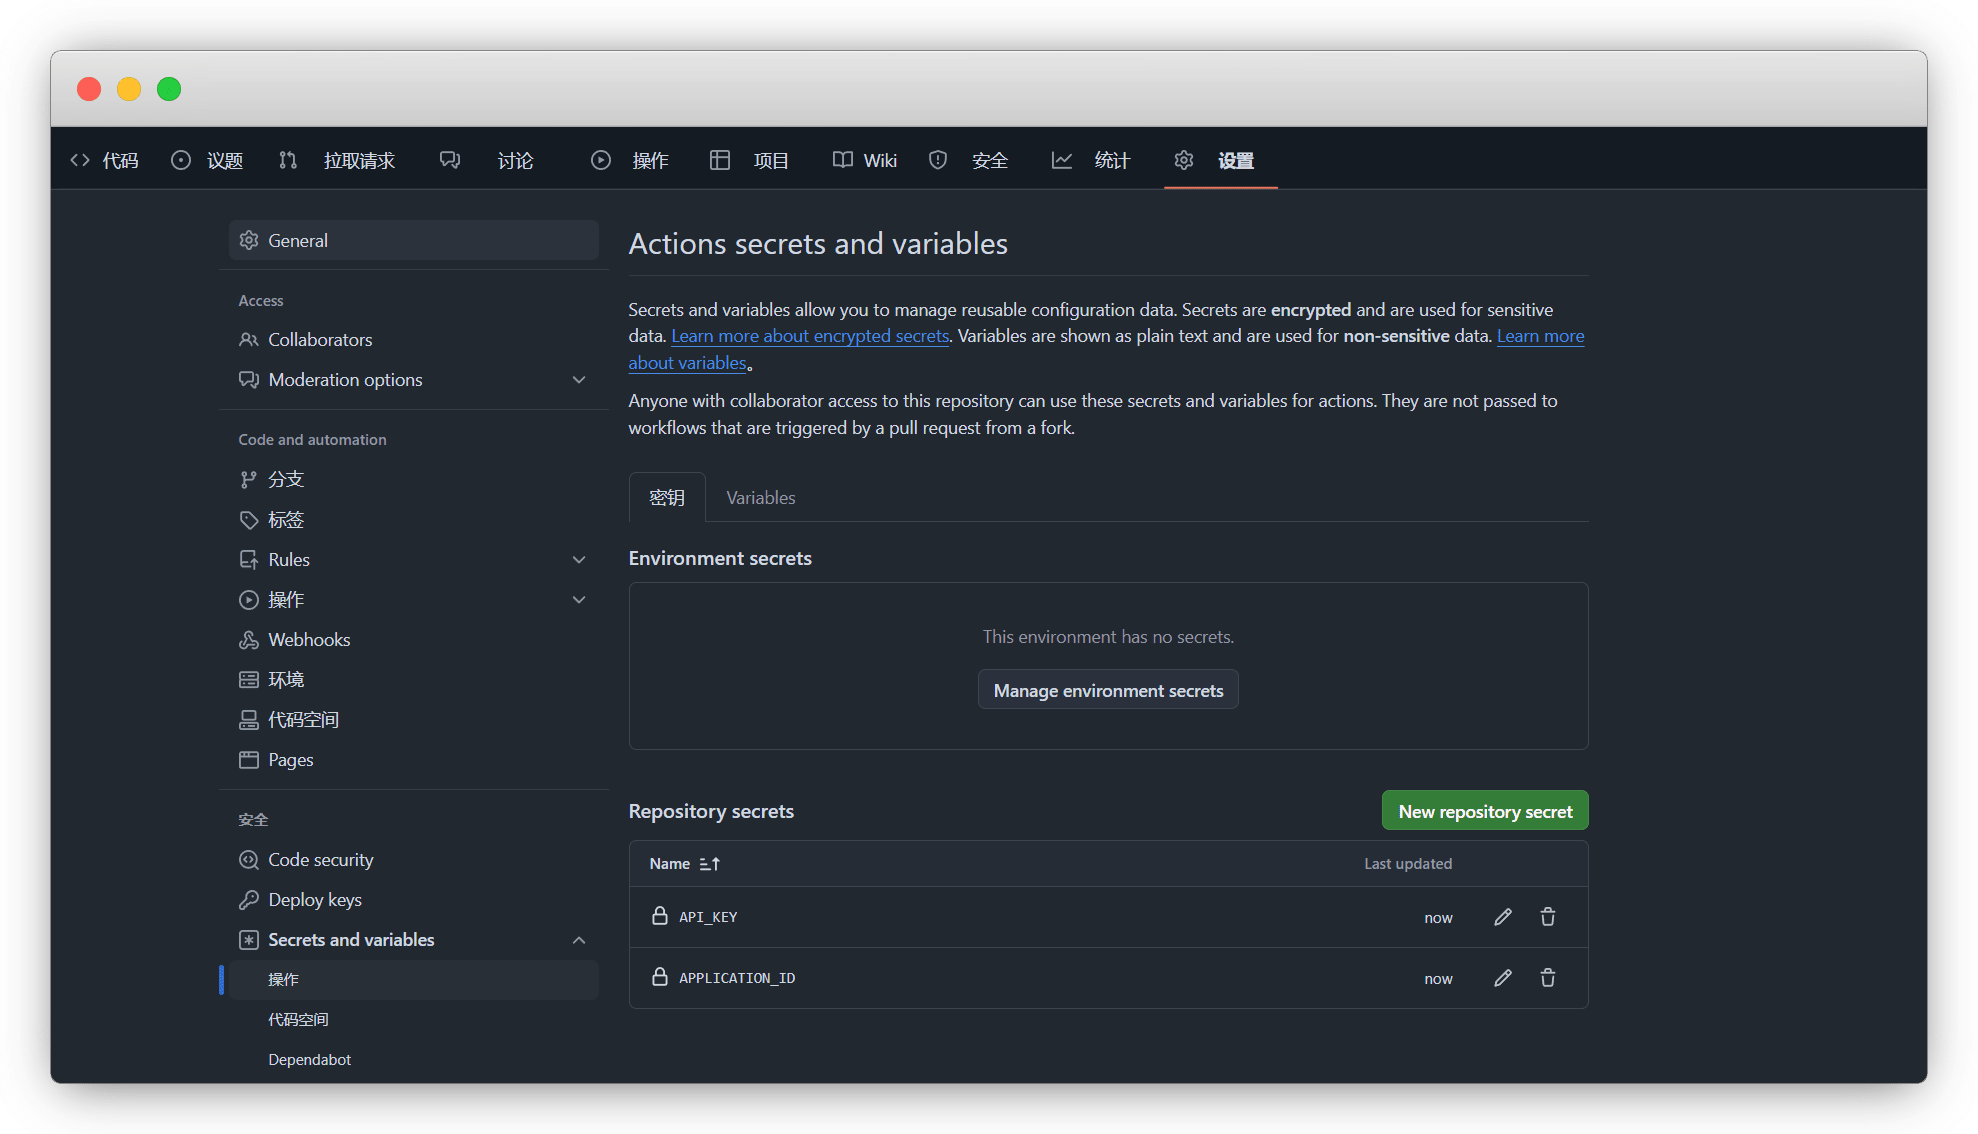 代码 议题 拉取请求 讨论 操作 项目 Wiki 安全 统计 设置
General
Access
Collaborators
Moderation options
Code and automation
分支
标签
Rules
操作
Webhooks
环境
代码空间
Pages
安全
Code security
Deploy keys
Secrets and variables
操作
代码空间
Dependabot
Actions secrets and variables
Secrets and variables allow you to manage reusable configuration data. Secrets are encrypted and are used for sensitive
data. Learn more about encrypted secrets. Variables are shown as plain text and are used for non-sensitive data. Learn more
about variables。
Anyone with collaborator access to this repository can use these secrets and variables for actions. They are not passed to
workflows that are triggered by a pull request from a fork.
密钥 Variables
Environment secrets
This environment has no secrets.
Manage environment secrets
Repository secrets New repository secret
Name Last updated
API_KEY now
APPLICATION_ID now